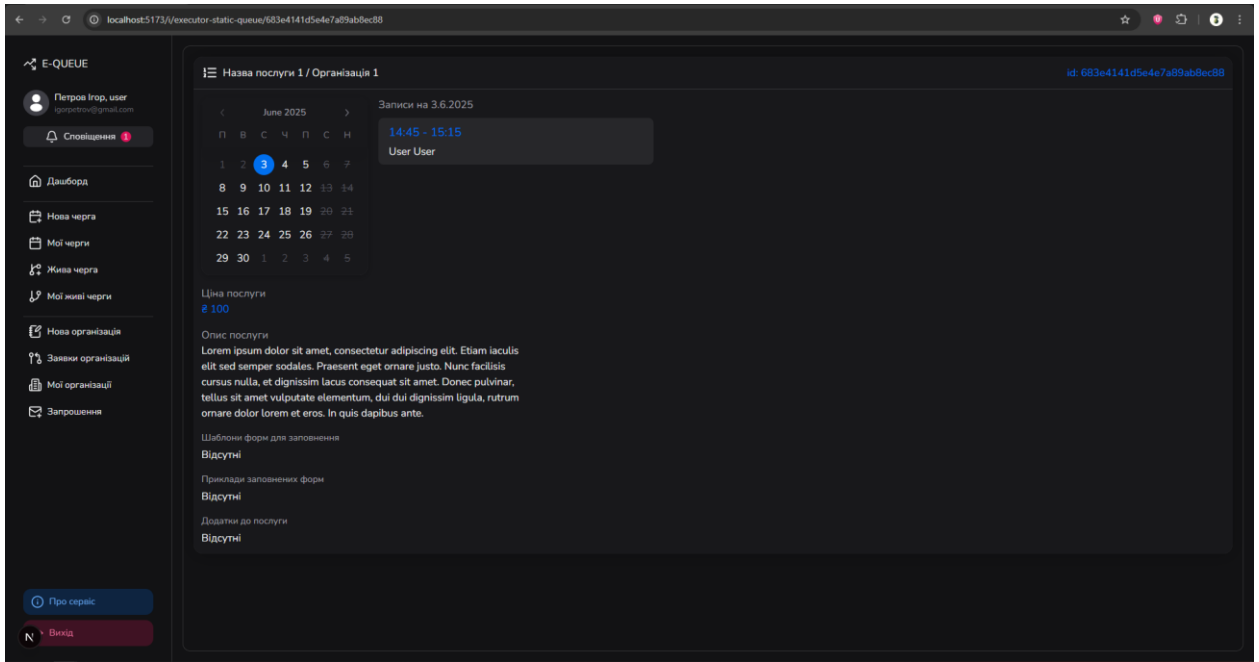 localhost:5173/i/executor-static-queue/683e4141d5e4e7a89ab8ec88
E-QUEUE
Петров Ігор, user
igorpetrov@gmail.com
Сповіщення 1
Дашборд
Нова черга
Мої черги
Жива черга
Мої живі черги
Нова організація
Заявки організацій
Мої організації
Запрошення
Про сервіс
N Вихід
Назва послуги 1 / Організація 1
id: 683e4141d5e4e7a89ab8ec88
June 2025
П В С Ч П С Н
1 2 3 4 5 6 7
8 9 10 11 12 13 14
15 16 17 18 19 20 21
22 23 24 25 26 27 28
29 30 1 2 3 4 5
Записи на 3.6.2025
14:45 - 15:15
User User
Ціна послуги
₴ 100
Опис послуги
Lorem ipsum dolor sit amet, consectetur adipiscing elit. Etiam iaculis
elit sed semper sodales. Praesent eget ornare justo. Nunc facilisis
cursus nulla, et dignissim lacus consequat sit amet. Donec pulvinar,
tellus sit amet vulputate elementum, dui dui dignissim ligula, rutrum
ornare dolor lorem et eros. In quis dapibus ante.
Шаблони форм для заповнення
Відсутні
Приклади заповнених форм
Відсутні
Додатки до послуги
Відсутні